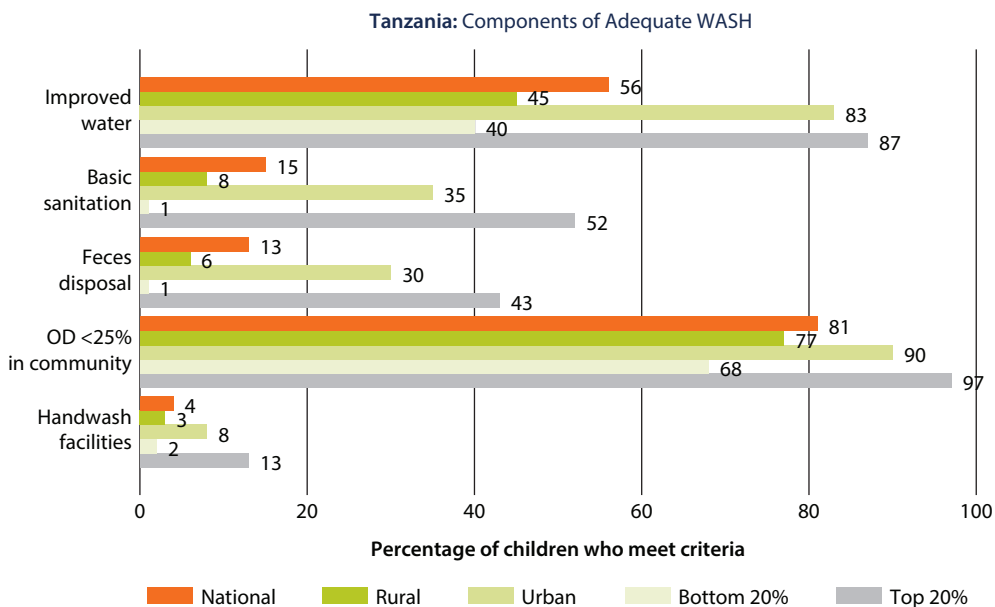 Tanzania: Components of Adequate WASH
Improved
water
56
45
83
40
87
Basic
sanitation
15
8
35
1
52
Feces
disposal
13
6
30
1
43
OD <25%
in community
81
77
90
68
97
Handwash
facilities
4
3
8
2
13
0 20 40 60 80 100
Percentage of children who meet criteria
National Rural Urban Bottom 20% Top 20%